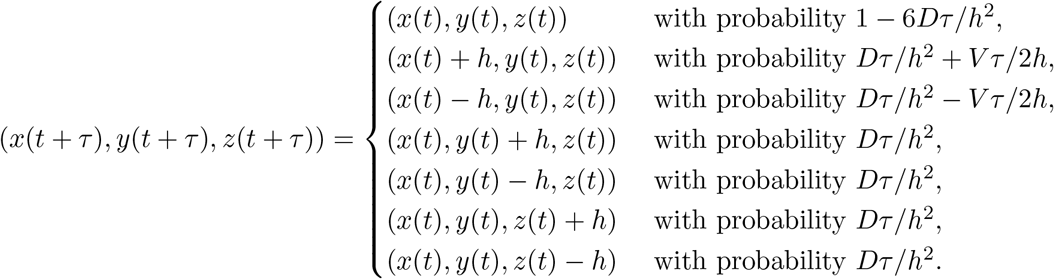 (x(t), y(t), z(t)) with probability 1 − 6Dτ/h²,
(x(t) + h, y(t), z(t)) with probability Dτ/h² + Vτ/2h,
(x(t) − h, y(t), z(t)) with probability Dτ/h² − Vτ/2h,
(x(t + τ), y(t + τ), z(t + τ)) = { (x(t), y(t) + h, z(t)) with probability Dτ/h²,
(x(t), y(t) − h, z(t)) with probability Dτ/h²,
(x(t), y(t), z(t) + h) with probability Dτ/h²,
(x(t), y(t), z(t) − h) with probability Dτ/h².